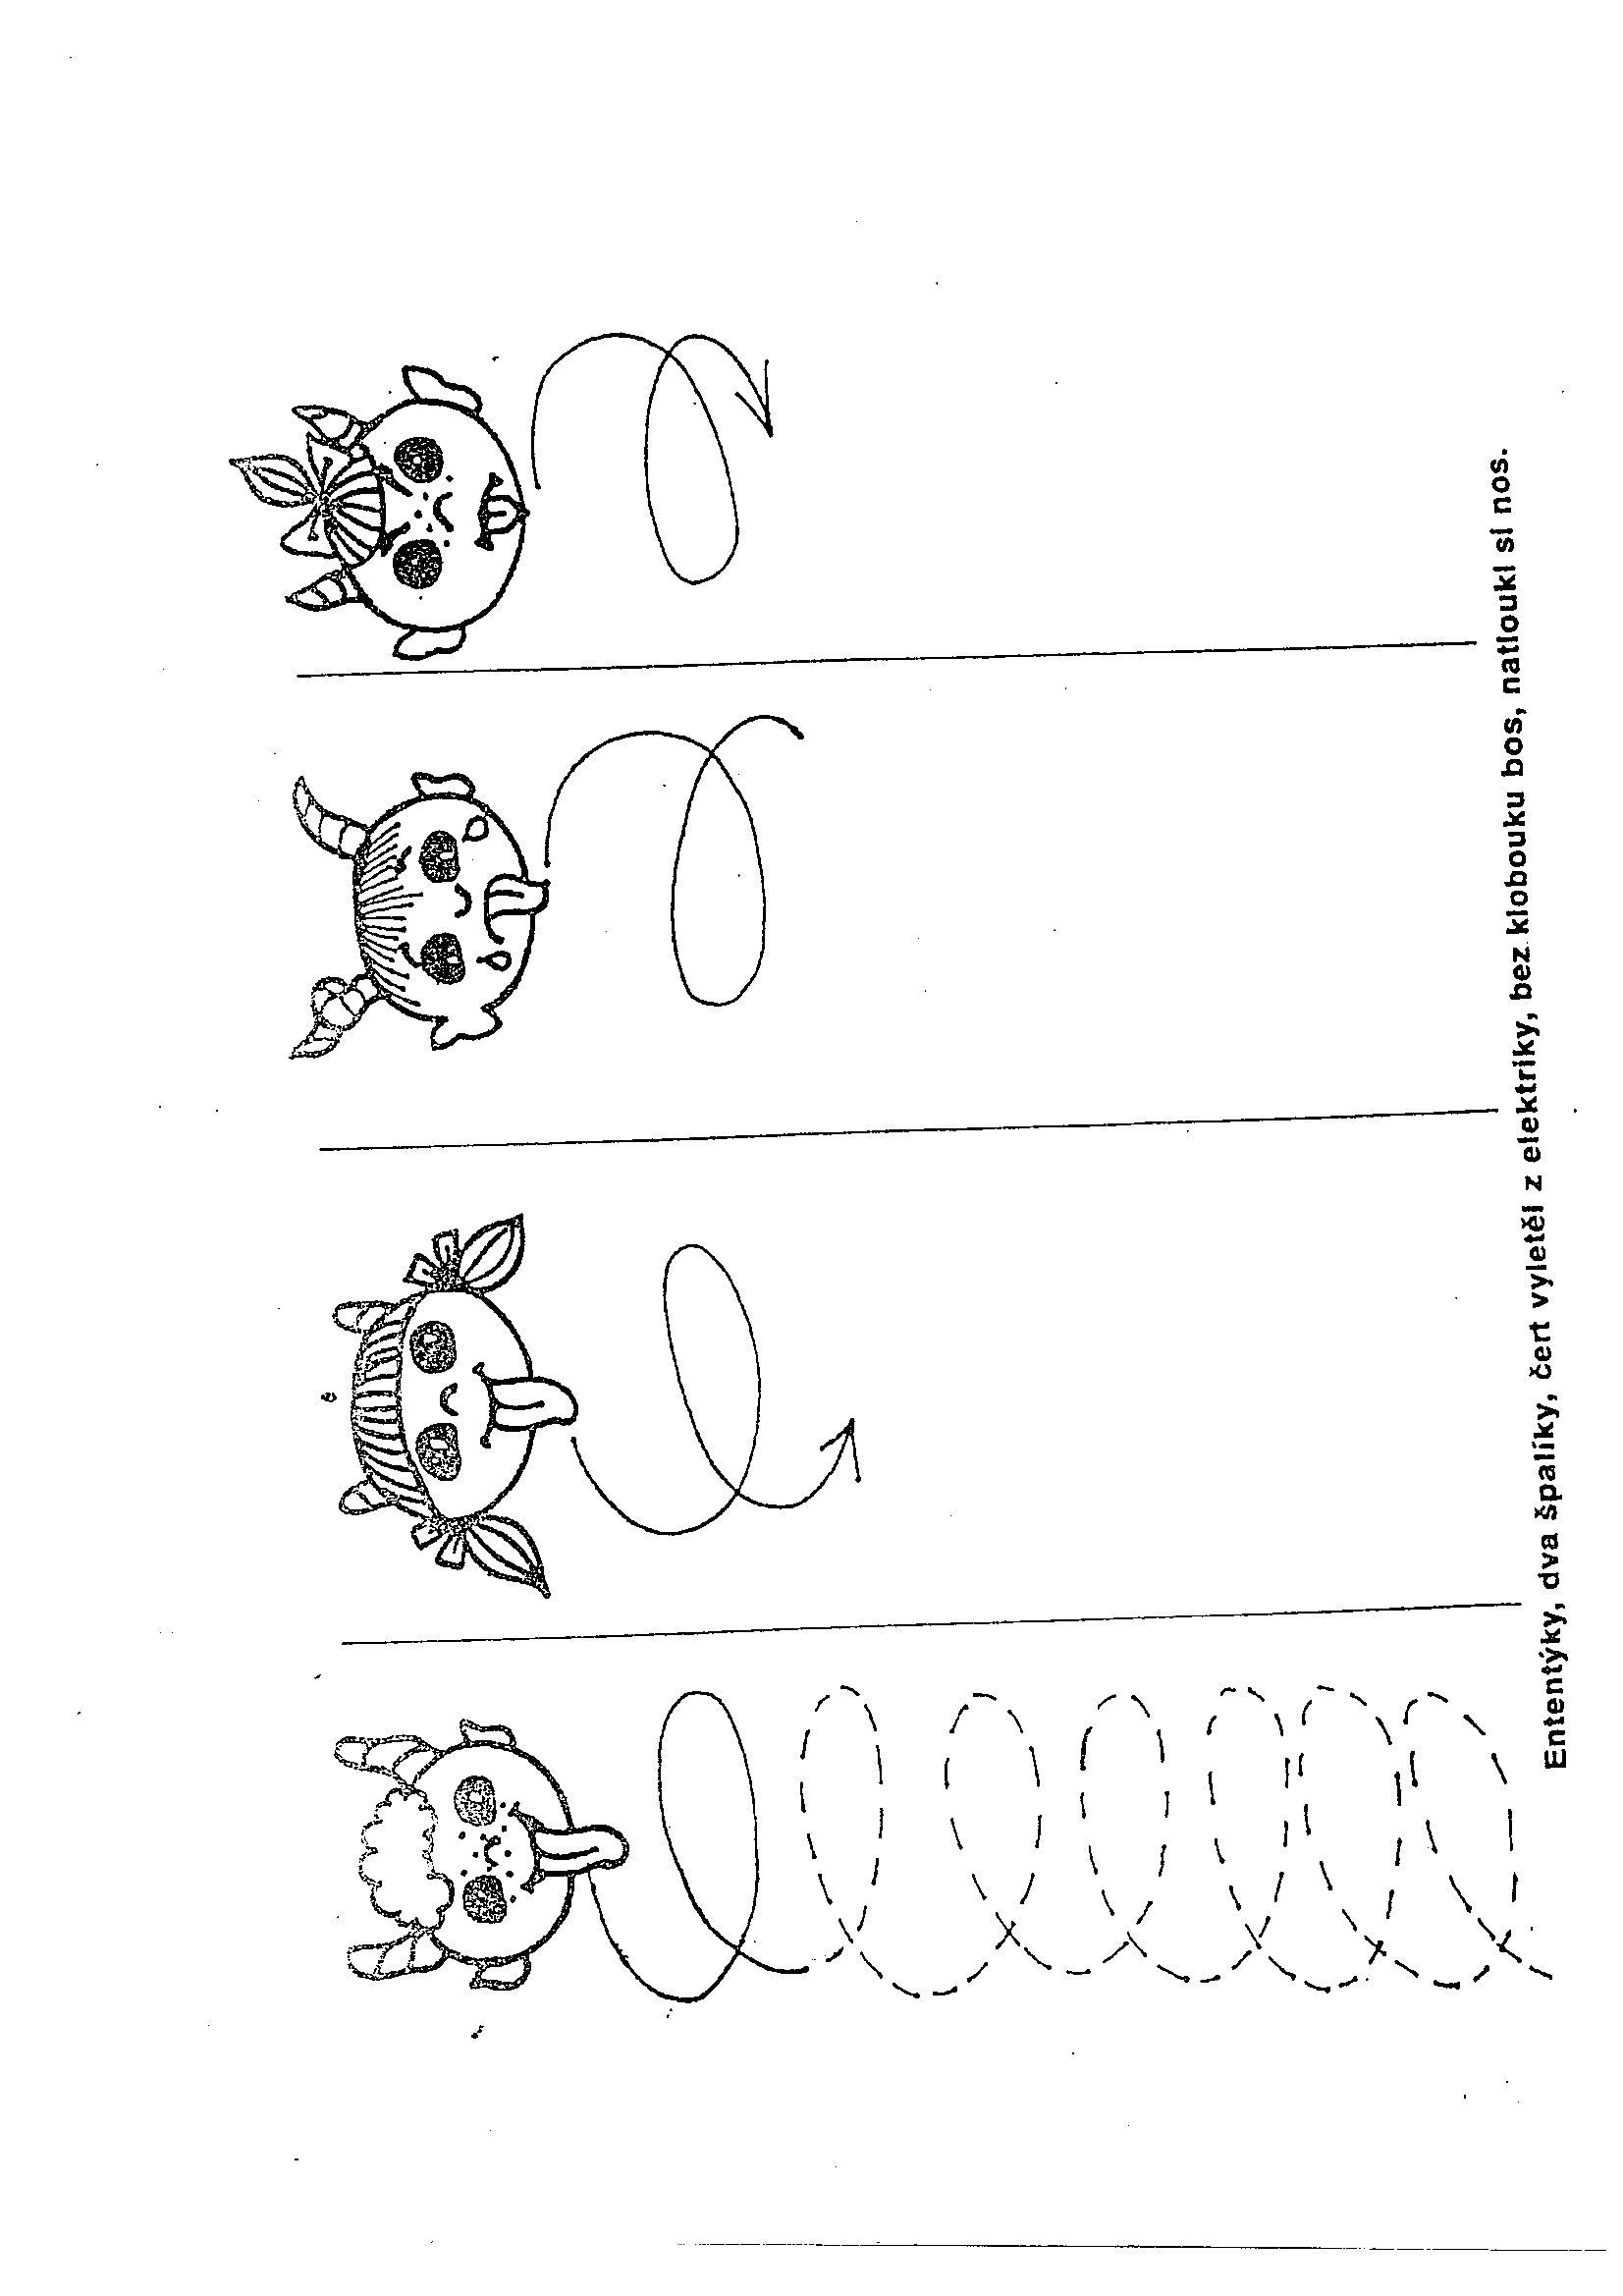 Ententýky, dva špalíky, čert vyletěl z elektriky, bez klobouku bos, natloukl si nos.